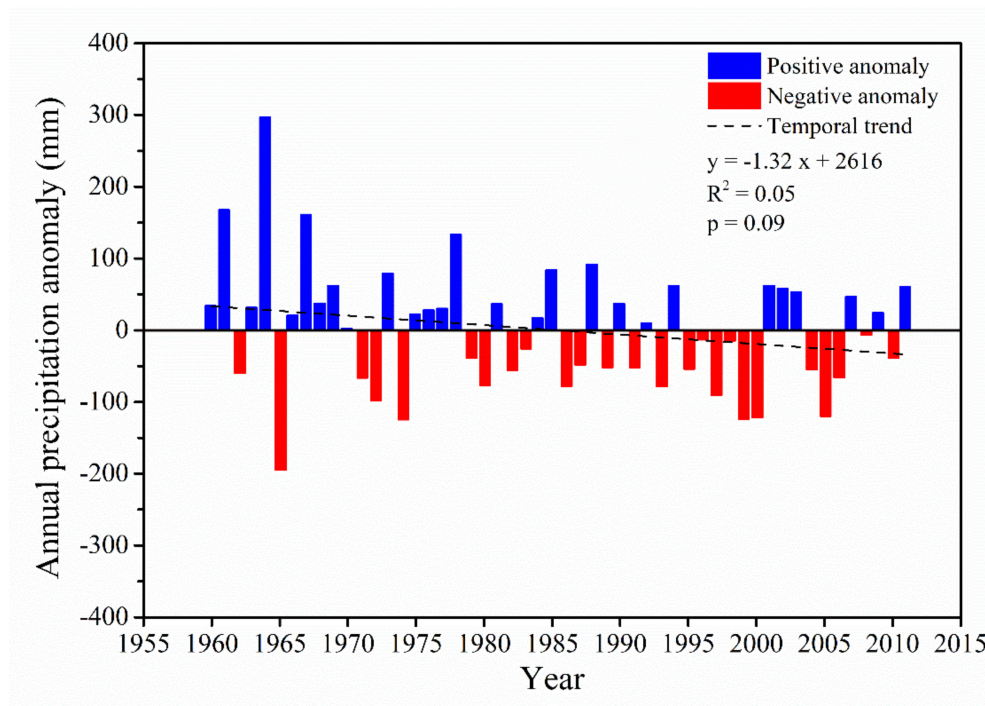 Annual precipitation anomaly (mm)
400
300
200
100
0
-100
-200
-300
-400
Positive anomaly
Negative anomaly
Temporal trend
y = -1.32 x + 2616
R² = 0.05
p = 0.09
1955 1960 1965 1970 1975 1980 1985 1990 1995 2000 2005 2010 2015
Year